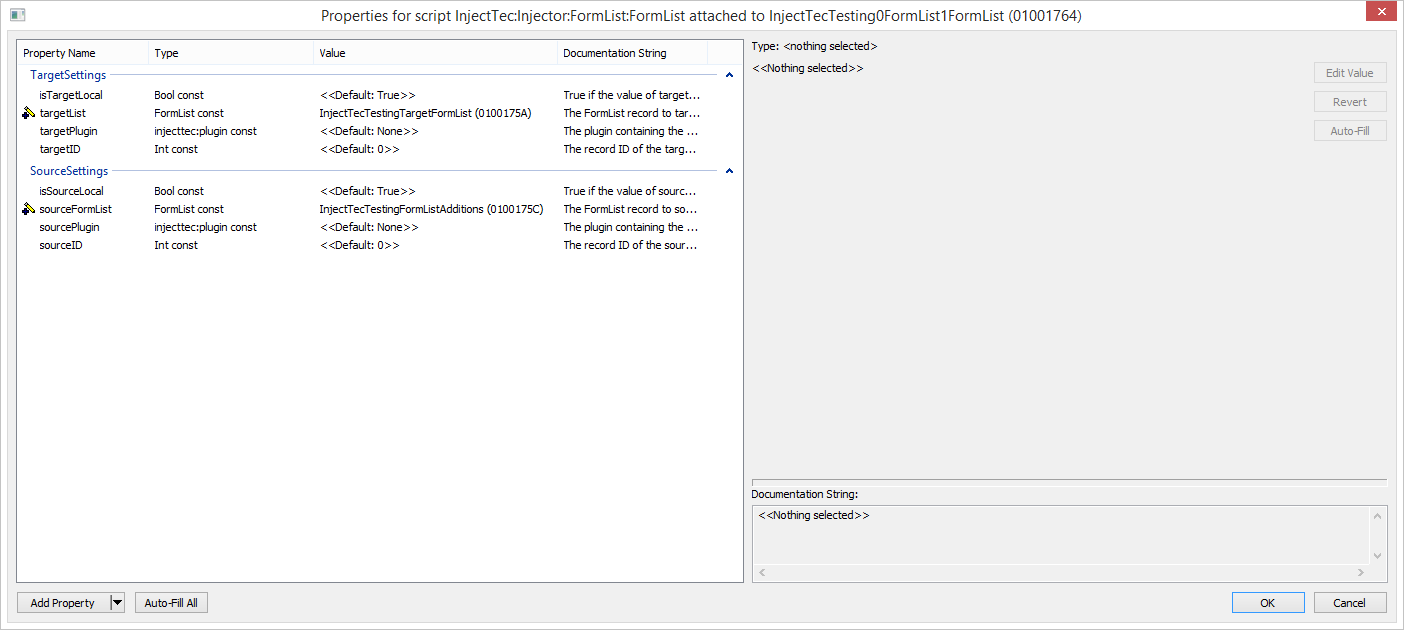 Properties for script InjectTec:Injector:FormList:FormList attached to InjectTecTesting0FormList1FormList (01001764)
Property Name Type Value Documentation String
TargetSettings
isTargetLocal Bool const <<Default: True>> True if the value of target...
targetList FormList const InjectTecTestingTargetFormList (0100175A) The FormList record to tar...
targetPlugin injecttec:plugin const <<Default: None>> The plugin containing the ...
targetID Int const <<Default: 0>> The record ID of the targ...
SourceSettings
isSourceLocal Bool const <<Default: True>> True if the value of sourc...
sourceFormList FormList const InjectTecTestingFormListAdditions (0100175C) The FormList record to so...
sourcePlugin injecttec:plugin const <<Default: None>> The plugin containing the ...
sourceID Int const <<Default: 0>> The record ID of the sour...
Type: <nothing selected>
<<Nothing selected>>
Edit Value
Revert
Auto-Fill
Documentation String:
<<Nothing selected>>
Add Property Auto-Fill All
OK Cancel